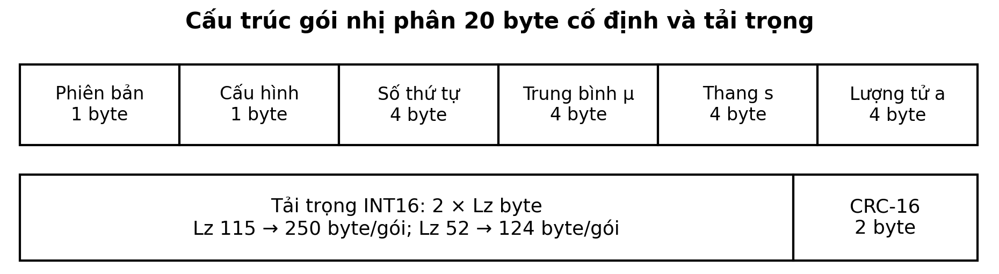 Cấu trúc gói nhị phân 20 byte cố định và tải trọng
Phiên bản
1 byte
Cấu hình
1 byte
Số thứ tự
4 byte
Trung bình μ
4 byte
Thang s
4 byte
Lượng tử a
4 byte
Tải trọng INT16: 2 × Lz byte
Lz 115 → 250 byte/gói; Lz 52 → 124 byte/gói
CRC-16
2 byte